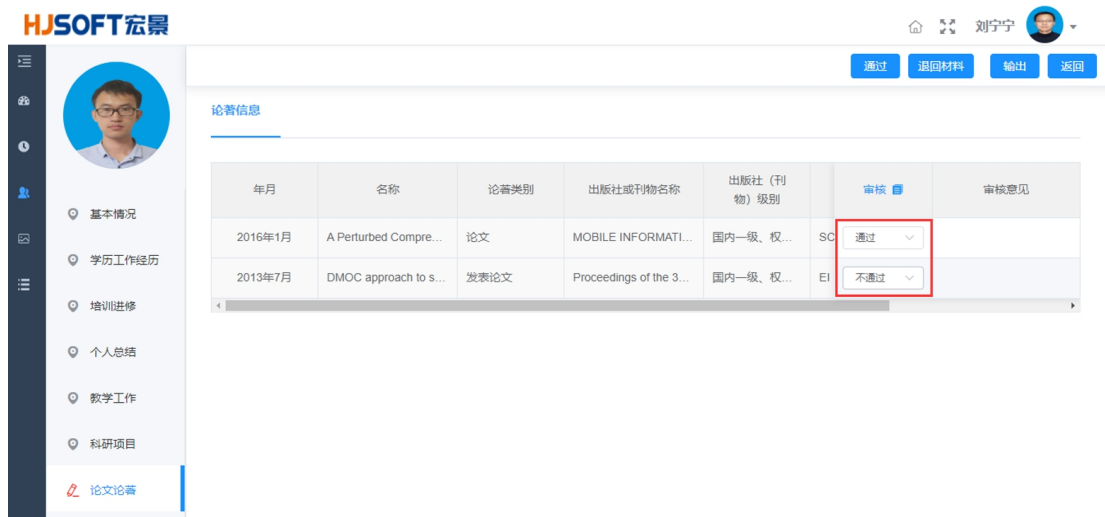 HJSOFT宏景
刘宁宁
通过 退回材料 输出 返回
论著信息
年月 名称 论著类别 出版社或刊物名称 出版社（刊物）级别 审核 审核意见
2016年1月 A Perturbed Compre... 论文 MOBILE INFORMATI... 国内一级、权... SC 通过
2013年7月 DMOC approach to s... 发表论文 Proceedings of the 3... 国内一级、权... EI 不通过
基本情况
学历工作经历
培训进修
个人总结
教学工作
科研项目
论文论著